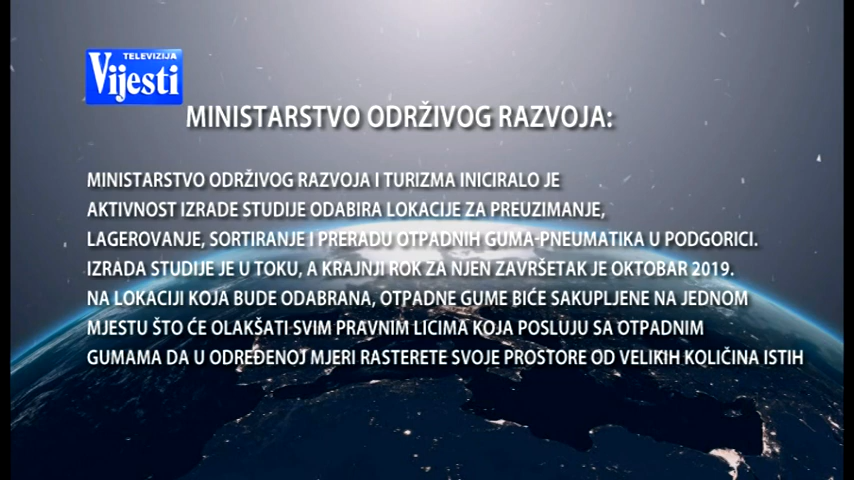 TELEVIZIJA
Vijesti
MINISTARSTVO ODRŽIVOG RAZVOJA:
MINISTARSTVO ODRŽIVOG RAZVOJA I TURIZMA INICIRALO JE
AKTIVNOST IZRADE STUDIJE ODABIRA LOKACIJE ZA PREUZIMANJE,
LAGEROVANJE, SORTIRANJE I PRERADU OTPADNIH GUMA-PNEUMATIKA U PODGORICI.
IZRADA STUDIJE JE U TOKU, A KRAJNJI ROK ZA NJEN ZAVRŠETAK JE OKTOBAR 2019.
NA LOKACIJI KOJA BUDE ODABRANA, OTPADNE GUME BIĆE SAKUPLJENE NA JEDNOM
MJESTU ŠTO ĆE OLAKŠATI SVIM PRAVNIM LICIMA KOJA POSLUJU SA OTPADNIM
GUMAMA DA U ODREĐENOJ MJERI RASTERETE SVOJE PROSTORE OD VELIKIH KOLIČINA ISTIH